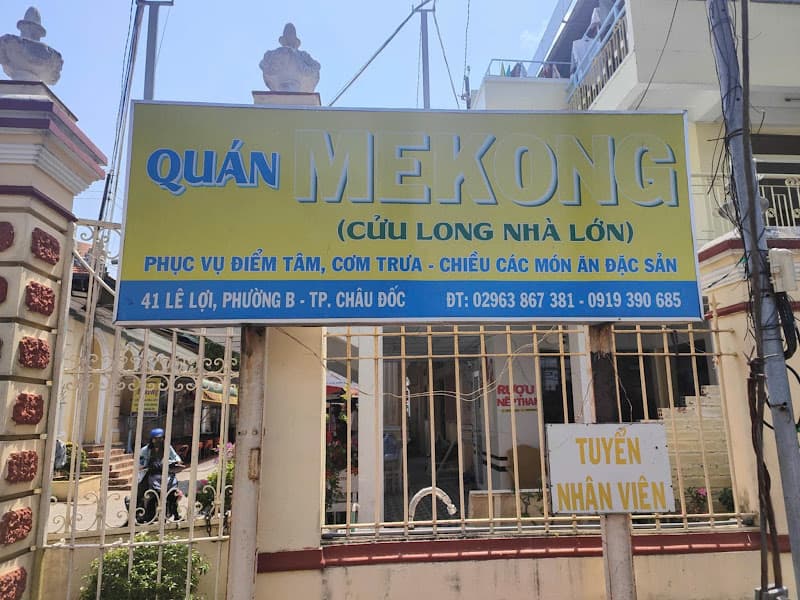 QUÁN MEKONG
(CỬU LONG NHÀ LỚN)
PHỤC VỤ ĐIỂM TÂM, CƠM TRƯA - CHIỀU CÁC MÓN ĂN ĐẶC SẢN
41 LÊ LỢI, PHƯỜNG B - TP. CHÂU ĐỐC ĐT: 02963 867 381 - 0919 390 685
RƯỢU
TUYỂN
NHÂN VIÊN